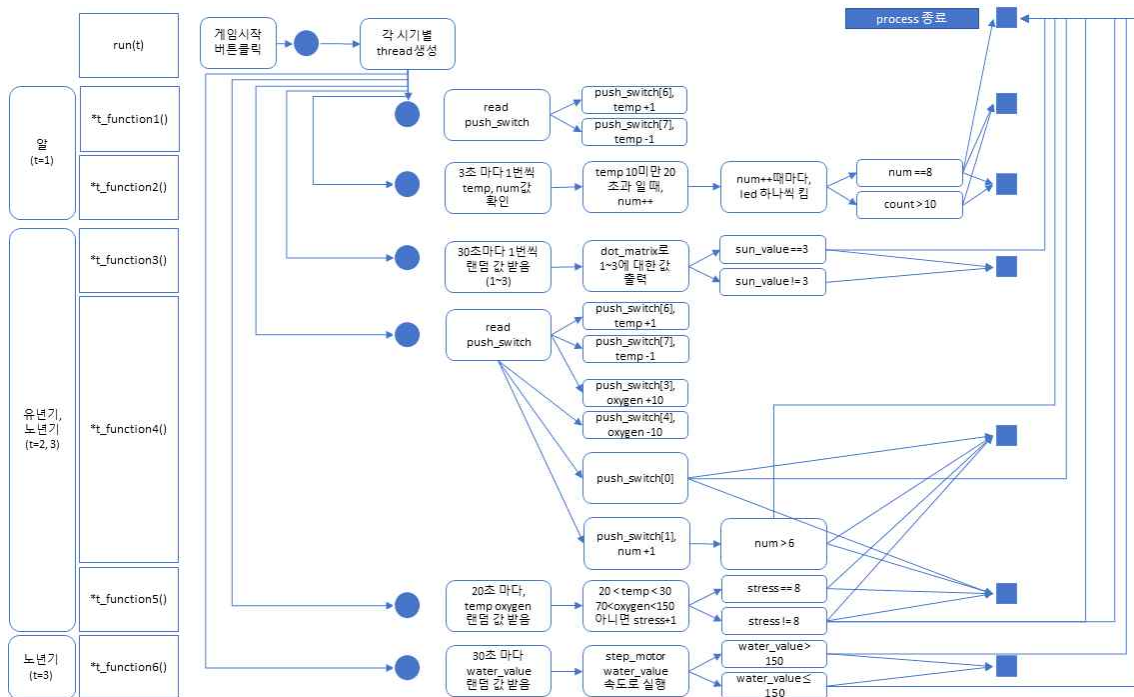 process 종료
run(t)
게임시작
버튼클릭
각 시기별
thread 생성
알
(t=1)
*t_function1()
read
push_switch
push_switch[6],
temp +1
push_switch[7],
temp -1
*t_function2()
3초 마다 1번씩
temp, num값
확인
temp 10미만 20
초과 일 때,
num++
num++때마다,
led 하나씩 킴
num ==8
count > 10
유년기,
노년기
(t=2, 3)
*t_function3()
30초마다 1번씩
랜덤 값 받음
(1~3)
dot_matrix로
1~3에 대한 값
출력
sun_value==3
sun_value != 3
*t_function4()
read
push_switch
push_switch[6],
temp +1
push_switch[7],
temp -1
push_switch[3],
oxygen +10
push_switch[4],
oxygen -10
push_switch[0]
push_switch[1],
num +1
num > 6
*t_function5()
20초 마다,
temp oxygen
랜덤 값 받음
20 < temp < 30
70<oxygen<150
아니면 stress+1
stress== 8
stress != 8
노년기
(t=3)
*t_function6()
30초 마다
water_value
랜덤 값 받음
step_motor
water_value
속도로 실행
water_value>
150
water_value≤
150